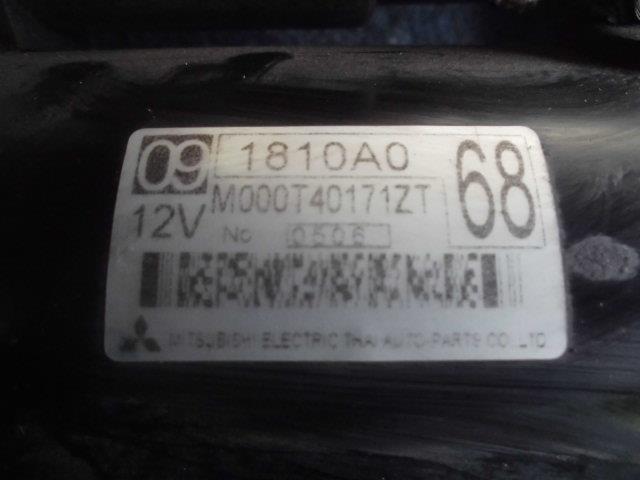 09 1810A0 68
12V M000T40171ZT
No 0506
MITSUBISHI ELECTRIC THAI AUTO-PARTS CO.,LTD